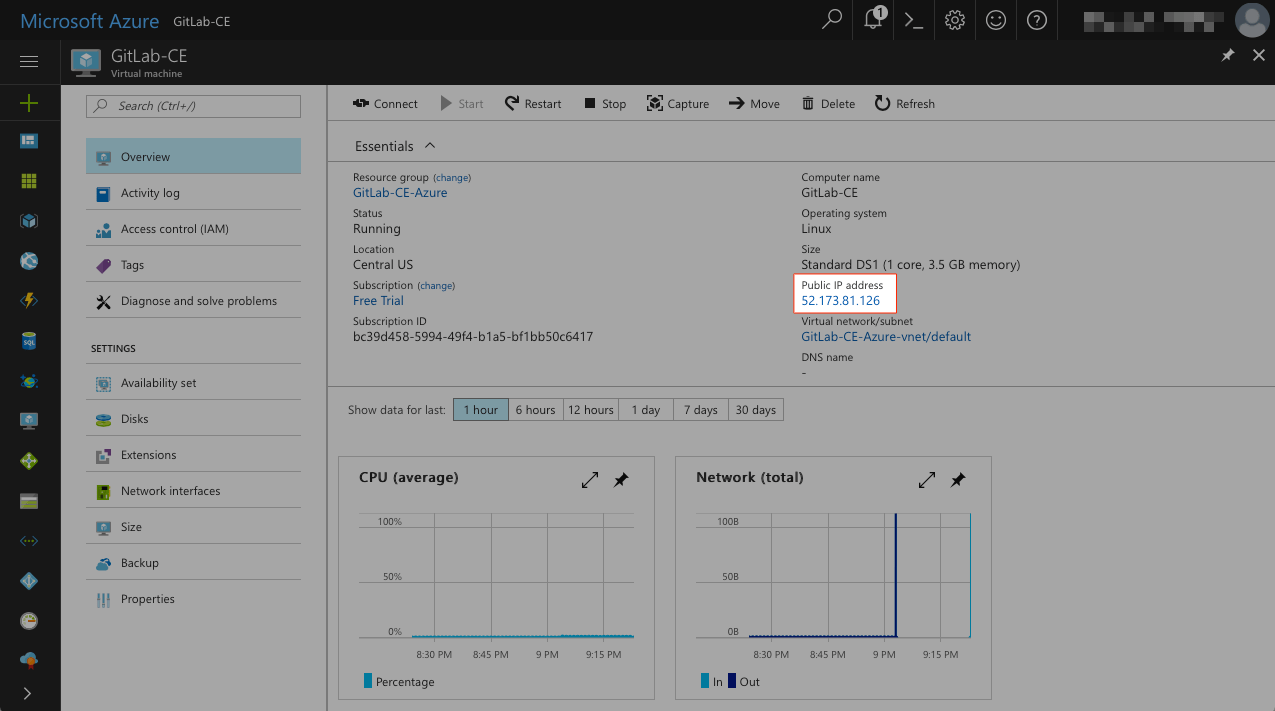 Microsoft Azure GitLab-CE
1
GitLab-CE
Virtual machine
Search (Ctrl+/)
Overview
Activity log
Access control (IAM)
Tags
Diagnose and solve problems
SETTINGS
Availability set
Disks
Extensions
Network interfaces
Size
Backup
Properties
SQL
Connect Start Restart Stop Capture Move Delete Refresh
Essentials
Resource group (change)
GitLab-CE-Azure
Status
Running
Location
Central US
Subscription (change)
Free Trial
Subscription ID
bc39d458-5994-49f4-b1a5-bf1bb50c6417
Computer name
GitLab-CE
Operating system
Linux
Size
Standard DS1 (1 core, 3.5 GB memory)
Public IP address
52.173.81.126
Virtual network/subnet
GitLab-CE-Azure-vnet/default
DNS name
-
Show data for last: 1 hour 6 hours 12 hours 1 day 7 days 30 days
CPU (average)
100%
50%
0%
8:30 PM 8:45 PM 9 PM 9:15 PM
Percentage
Network (total)
100B
50B
0B
8:30 PM 8:45 PM 9 PM 9:15 PM
In Out